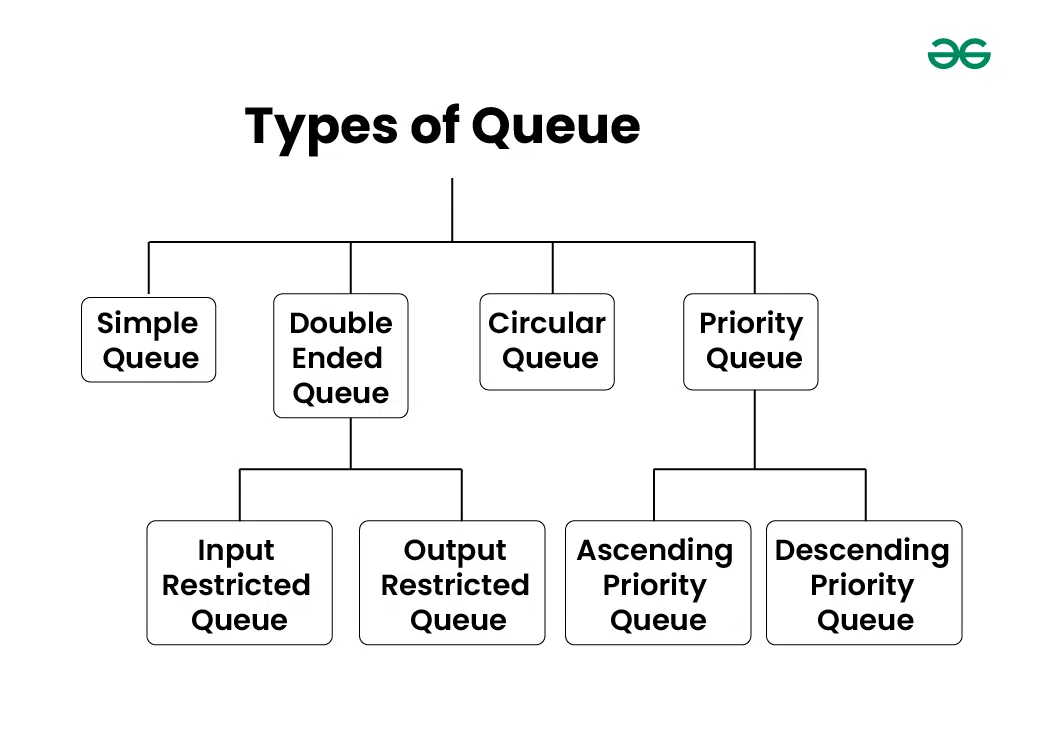 Types of Queue
Simple
Queue
Double
Ended
Queue
Circular
Queue
Priority
Queue
Input
Restricted
Queue
Output
Restricted
Queue
Ascending
Priority
Queue
Descending
Priority
Queue